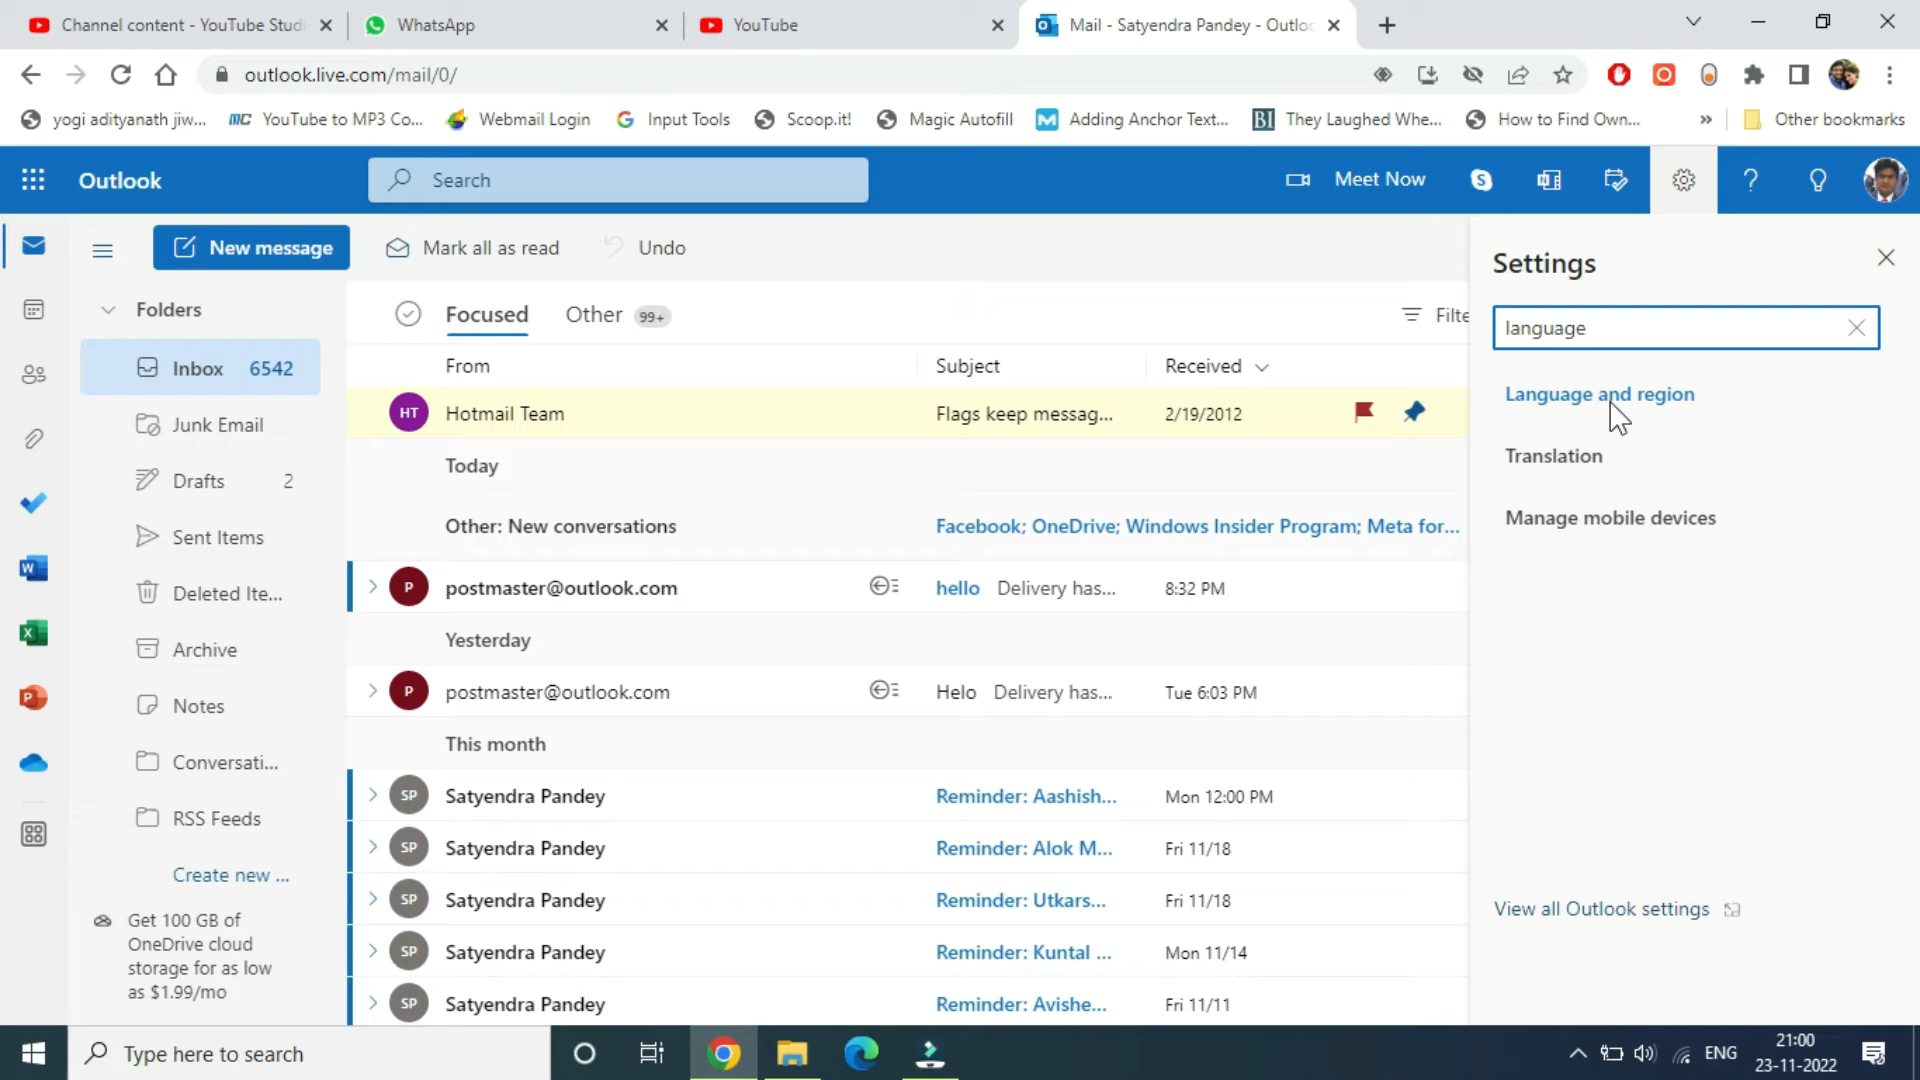 Channel content - YouTube Studi
WhatsApp
YouTube
Mail - Satyendra Pandey - Outloo
outlook.live.com/mail/0/
yogi adityanath jiw...
YouTube to MP3 Co...
Webmail Login
Input Tools
Scoop.it!
Magic Autofill
Adding Anchor Text...
They Laughed Whe...
How to Find Own...
»
Other bookmarks
Outlook
Search
Meet Now
New message
Mark all as read
Undo
Settings
Folders
Focused
Other 99+
Filte
language
Inbox 6542
From
Subject
Received
Language and region
Junk Email
HT
Hotmail Team
Flags keep messag...
2/19/2012
Drafts 2
Today
Translation
Sent Items
Other: New conversations
Facebook; OneDrive; Windows Insider Program; Meta for...
Manage mobile devices
Deleted Ite...
P
postmaster@outlook.com
hello Delivery has...
8:32 PM
Archive
Yesterday
Notes
P
postmaster@outlook.com
Helo Delivery has...
Tue 6:03 PM
Conversati...
This month
RSS Feeds
SP
Satyendra Pandey
Reminder: Aashish...
Mon 12:00 PM
Create new ...
SP
Satyendra Pandey
Reminder: Alok M...
Fri 11/18
Get 100 GB of
OneDrive cloud
storage for as low
as $1.99/mo
SP
Satyendra Pandey
Reminder: Utkars...
Fri 11/18
View all Outlook settings
SP
Satyendra Pandey
Reminder: Kuntal ...
Mon 11/14
SP
Satyendra Pandey
Reminder: Avishe...
Fri 11/11
Type here to search
ENG
21:00
23-11-2022